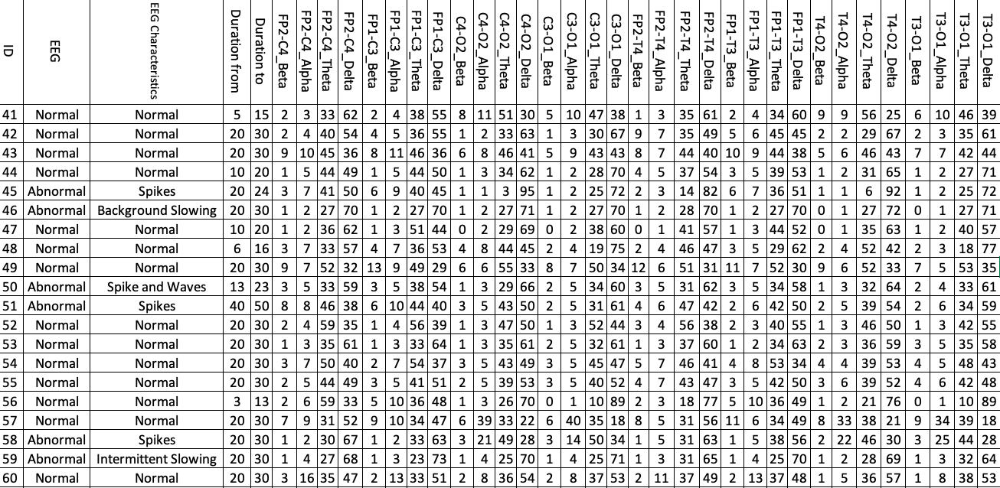 ID EEG EEG Characteristics Duration from Duration to FP2-C4_Beta FP2-C4_Alpha FP2-C4_Theta FP2-C4_Delta FP1-C3_Beta FP1-C3_Alpha FP1-C3_Theta FP1-C3_Delta C4-O2_Beta C4-O2_Alpha C4-O2_Theta C4-O2_Delta C3-O1_Beta C3-O1_Alpha C3-O1_Theta C3-O1_Delta FP2-T4_Beta FP2-T4_Alpha FP2-T4_Theta FP2-T4_Delta FP1-T3_Beta FP1-T3_Alpha FP1-T3_Theta FP1-T3_Delta T4-O2_Beta T4-O2_Alpha T4-O2_Theta T4-O2_Delta T3-O1_Beta T3-O1_Alpha T3-O1_Theta T3-O1_Delta
41 Normal Normal 5 15 2 3 33 62 2 4 38 55 8 11 51 30 5 10 47 38 1 3 35 61 2 4 34 60 9 9 56 25 6 10 46 39
42 Normal Normal 20 30 2 4 40 54 4 5 36 55 1 2 33 63 1 3 30 67 9 7 35 49 5 6 45 45 2 2 29 67 2 3 35 61
43 Normal Normal 20 30 9 10 45 36 8 11 46 36 6 8 46 41 5 9 43 43 8 7 44 40 10 9 44 38 5 6 46 43 7 7 42 44
44 Normal Normal 10 20 1 5 44 49 1 5 44 50 1 3 34 62 1 2 28 70 4 5 37 54 3 5 39 53 1 2 31 65 1 2 27 71
45 Abnormal Spikes 20 24 3 7 41 50 6 9 40 45 1 1 3 95 1 2 25 72 2 3 14 82 6 7 36 51 1 1 6 92 1 2 25 72
46 Abnormal Background Slowing 20 30 1 2 27 70 1 2 27 70 1 2 27 71 1 2 27 70 1 2 28 70 1 2 27 70 0 1 27 72 0 1 27 71
47 Normal Normal 10 20 1 2 36 62 1 3 51 44 0 2 29 69 0 2 38 60 0 1 41 57 1 3 44 52 0 1 35 63 1 2 40 57
48 Normal Normal 6 16 3 7 33 57 4 7 36 53 4 8 44 45 2 4 19 75 2 4 46 47 3 5 29 62 2 4 52 42 2 3 18 77
49 Normal Normal 20 30 9 7 52 32 13 9 49 29 6 6 55 33 8 7 50 34 12 6 51 31 11 7 52 30 9 6 52 33 7 5 53 35
50 Abnormal Spike and Waves 13 23 3 5 33 59 3 5 38 54 1 3 29 66 2 5 34 60 3 5 31 62 3 5 34 58 1 3 32 64 2 4 33 61
51 Abnormal Spikes 40 50 8 8 46 38 6 10 44 40 3 5 43 50 2 5 31 61 4 6 47 42 2 6 42 50 2 5 39 54 2 6 34 59
52 Normal Normal 20 30 2 4 59 35 1 4 56 39 1 3 47 50 1 3 52 44 3 4 56 38 2 3 40 55 1 3 46 50 1 3 42 55
53 Normal Normal 20 30 1 3 35 61 1 3 33 64 1 2 35 61 2 5 32 61 1 3 37 60 1 2 34 63 2 3 36 59 3 5 35 58
54 Normal Normal 20 30 3 7 50 40 2 7 54 37 3 5 43 49 3 5 45 47 5 7 46 41 4 8 53 34 4 4 39 53 4 5 48 43
55 Normal Normal 20 30 2 5 44 49 3 5 41 51 2 5 39 53 3 5 40 52 4 7 43 47 3 5 42 50 3 6 39 52 4 6 42 48
56 Normal Normal 3 13 2 6 59 33 5 10 36 48 1 3 26 70 0 1 10 89 2 3 18 77 5 10 36 49 1 2 21 76 0 1 10 89
57 Normal Normal 20 30 7 9 31 52 9 10 34 47 6 39 33 22 6 40 35 18 8 5 31 56 11 6 34 49 8 33 38 21 9 34 39 18
58 Abnormal Spikes 20 30 1 2 30 67 1 2 33 63 3 21 49 28 3 14 50 34 1 5 31 63 1 5 38 56 2 22 46 30 3 25 44 28
59 Abnormal Intermittent Slowing 20 30 1 4 27 68 1 3 23 73 1 4 25 70 1 4 25 71 1 3 31 65 1 4 25 70 1 2 28 69 1 3 32 64
60 Normal Normal 20 30 3 16 35 47 2 13 33 51 2 8 36 54 2 8 37 53 2 11 37 49 2 13 37 48 1 5 36 57 1 8 38 53